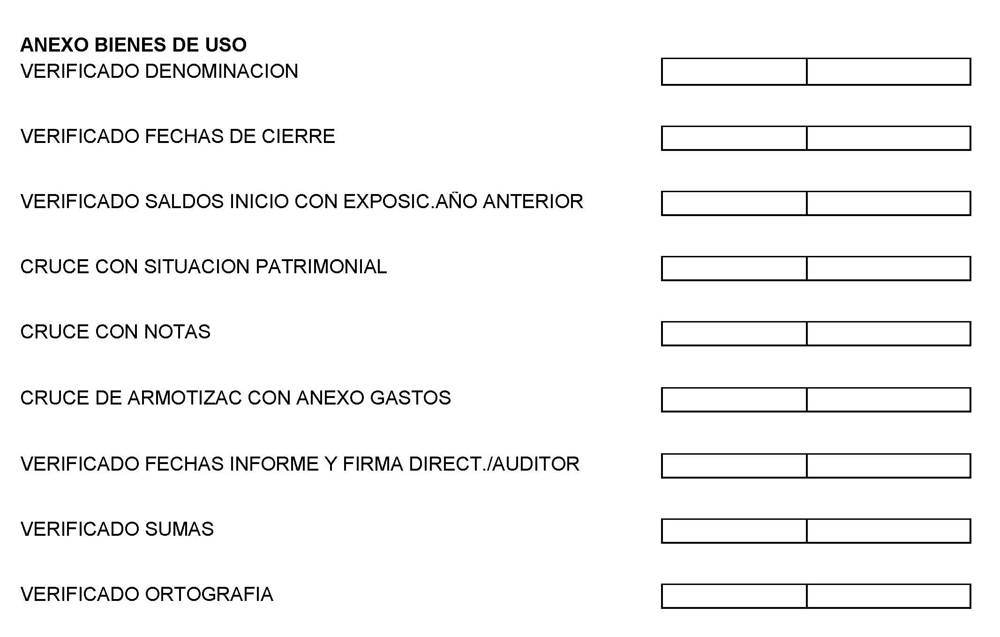 ANEXO BIENES DE USO
VERIFICADO DENOMINACION
VERIFICADO FECHAS DE CIERRE
VERIFICADO SALDOS INICIO CON EXPOSIC.AÑO ANTERIOR
CRUCE CON SITUACION PATRIMONIAL
CRUCE CON NOTAS
CRUCE DE ARMOTIZAC CON ANEXO GASTOS
VERIFICADO FECHAS INFORME Y FIRMA DIRECT./AUDITOR
VERIFICADO SUMAS
VERIFICADO ORTOGRAFIA